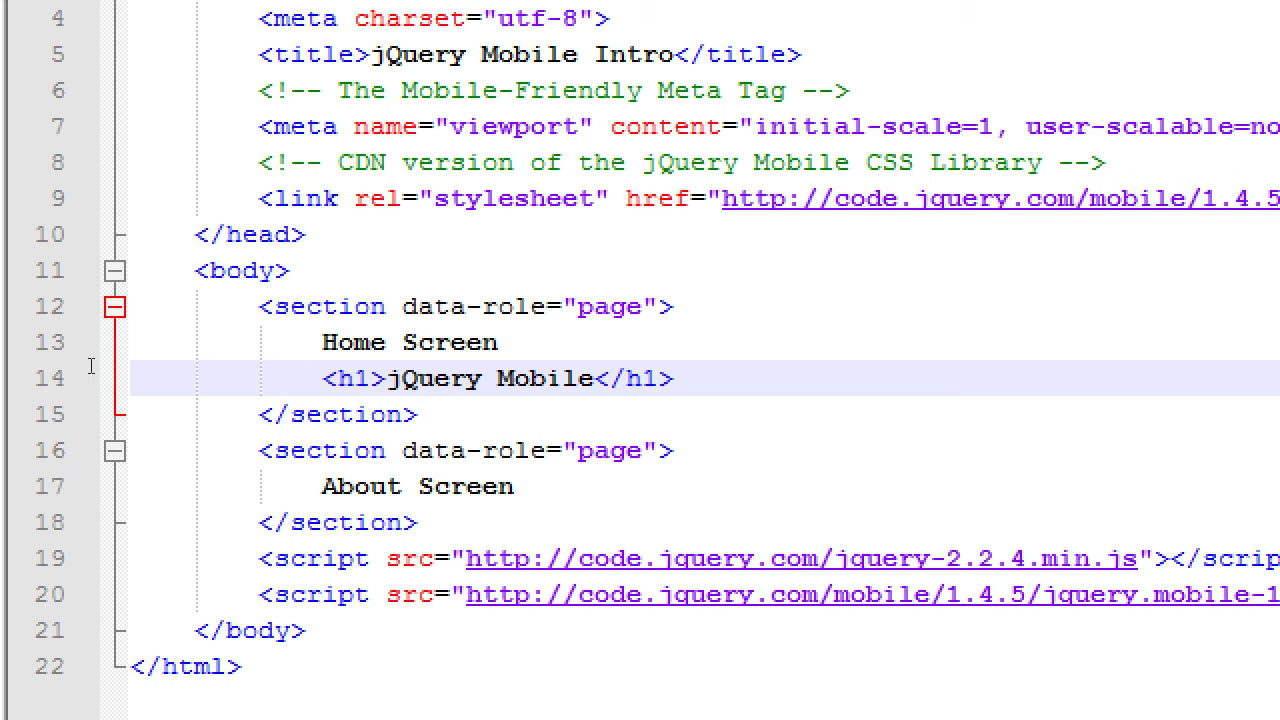 4 <meta charset="utf-8">
5 <title>jQuery Mobile Intro</title>
6 <!-- The Mobile-Friendly Meta Tag -->
7 <meta name="viewport" content="initial-scale=1, user-scalable=no
8 <!-- CDN version of the jQuery Mobile CSS Library -->
9 <link rel="stylesheet" href="http://code.jquery.com/mobile/1.4.5
10 </head>
11 <body>
12 <section data-role="page">
13 Home Screen
14 <h1>jQuery Mobile</h1>
15 </section>
16 <section data-role="page">
17 About Screen
18 </section>
19 <script src="http://code.jquery.com/jquery-2.2.4.min.js"></scrip
20 <script src="http://code.jquery.com/mobile/1.4.5/jquery.mobile-1
21 </body>
22 </html>